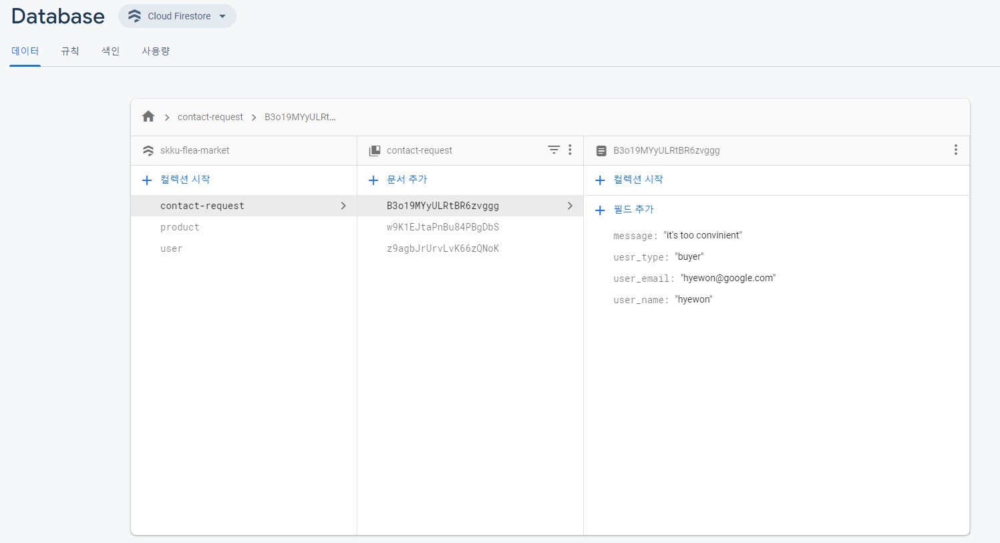 Database Cloud Firestore
데이터 규칙 색인 사용량
contact-request B3o19MYyULRt...
skku-flea-market
컬렉션 시작
contact-request
product
user
contact-request
문서 추가
B3o19MYyULRtBR6zvggg
w9K1EJtaPnBu84PBgDbS
z9agbJrUrvLvK66zQNoK
B3o19MYyULRtBR6zvggg
컬렉션 시작
필드 추가
message: "it's too convinient"
uesr_type: "buyer"
user_email: "hyewon@google.com"
user_name: "hyewon"